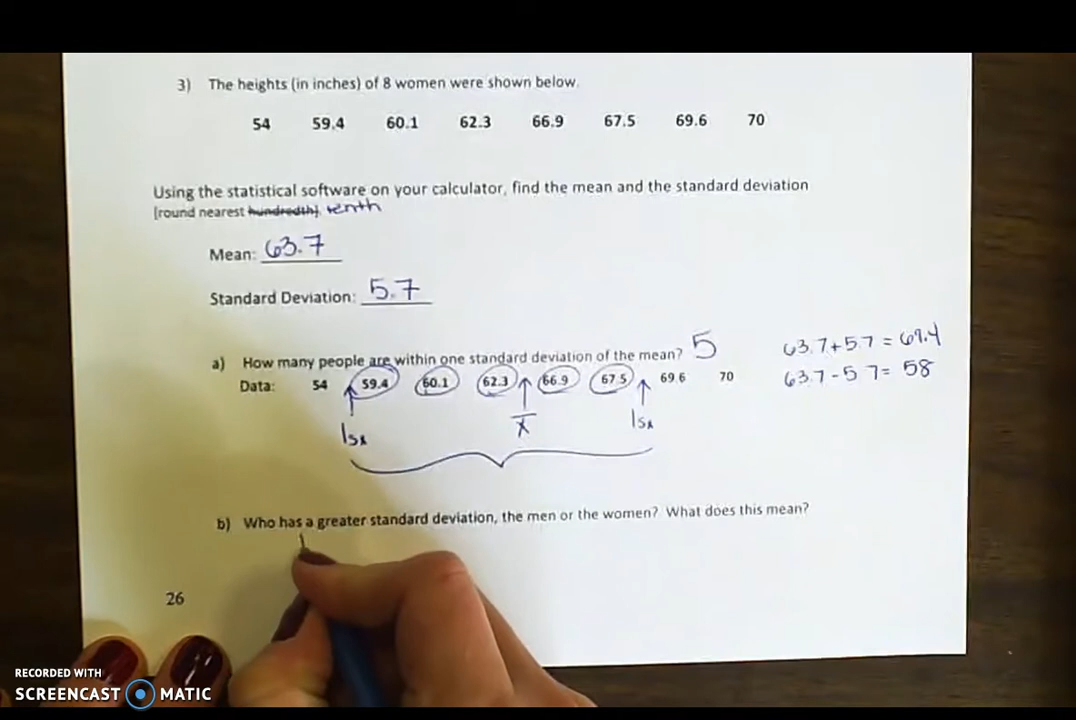 3) The heights (in inches) of 8 women were shown below.
54 59.4 60.1 62.3 66.9 67.5 69.6 70
Using the statistical software on your calculator, find the mean and the standard deviation
[round nearest hundredth]. tenth
Mean: 63.7
Standard Deviation: 5.7
a) How many people are within one standard deviation of the mean? 5
63.7+5.7 = 69.4
Data: 54 59.4 60.1 62.3 66.9 67.5 69.6 70
63.7-5.7= 58
1sx x̅ 1sx
b) Who has a greater standard deviation, the men or the women? What does this mean?
26
RECORDED WITH
SCREENCAST MATIC